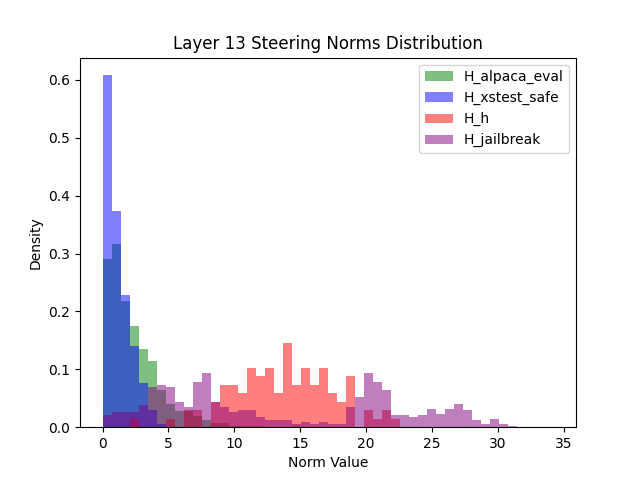 Layer 13 Steering Norms Distribution
H_alpaca_eval
H_xstest_safe
H_h
H_jailbreak
Density
0.6
0.5
0.4
0.3
0.2
0.1
0.0
0 5 10 15 20 25 30 35
Norm Value